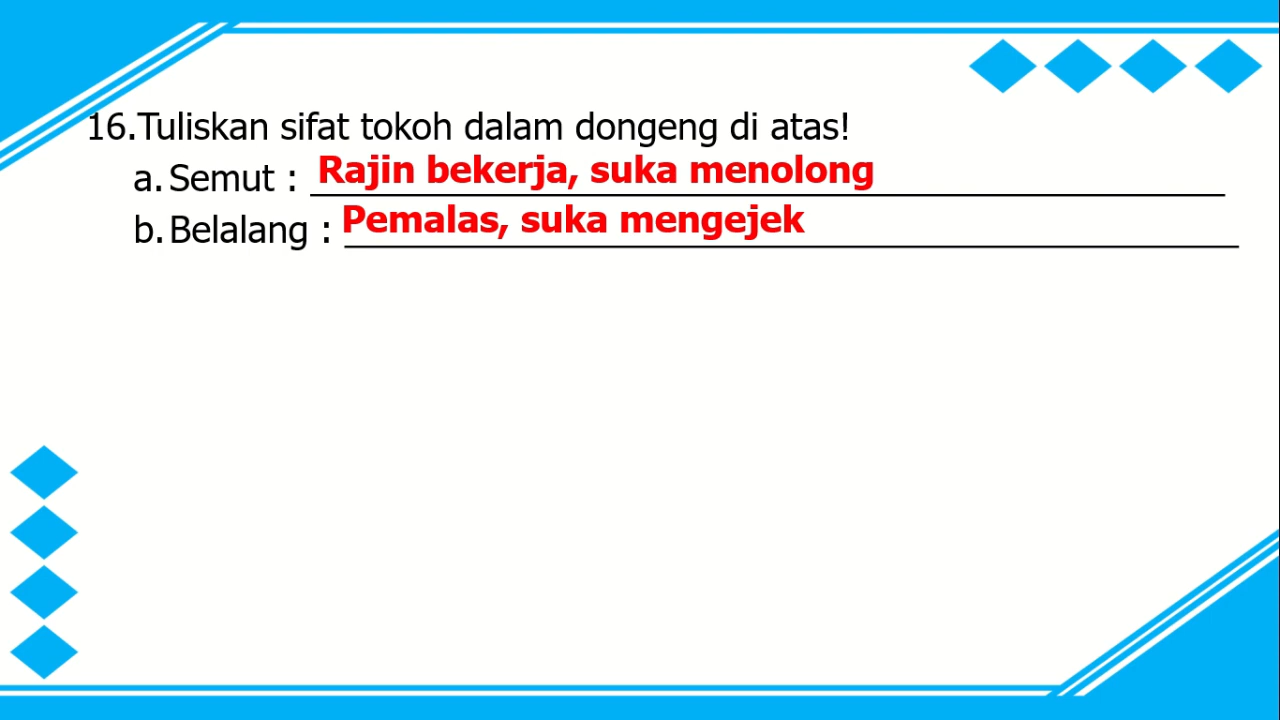 16.Tuliskan sifat tokoh dalam dongeng di atas!
a. Semut : Rajin bekerja, suka menolong
b. Belalang : Pemalas, suka mengejek